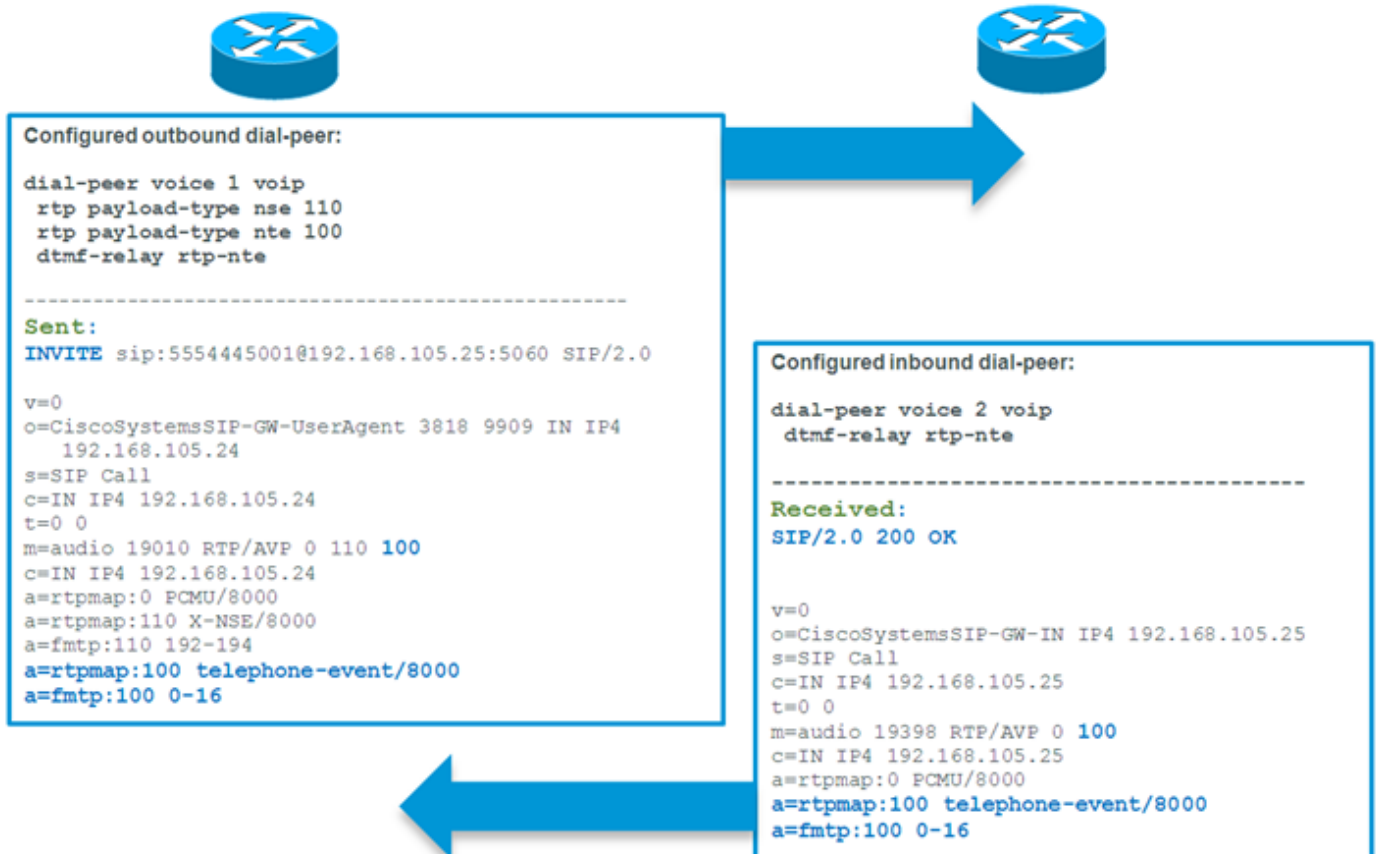 Configured outbound dial-peer:
dial-peer voice 1 voip
rtp payload-type nse 110
rtp payload-type nte 100
dtmf-relay rtp-nte
----------------------------------------------------
Sent:
INVITE sip:5554445001@192.168.105.25:5060 SIP/2.0
v=0
o=CiscoSystemsSIP-GW-UserAgent 3818 9909 IN IP4
192.168.105.24
s=SIP Call
c=IN IP4 192.168.105.24
t=0 0
m=audio 19010 RTP/AVP 0 110 100
c=IN IP4 192.168.105.24
a=rtpmap:0 PCMU/8000
a=rtpmap:110 X-NSE/8000
a=fmtp:110 192-194
a=rtpmap:100 telephone-event/8000
a=fmtp:100 0-16
Configured inbound dial-peer:
dial-peer voice 2 voip
dtmf-relay rtp-nte
-----------------------------------------
Received:
SIP/2.0 200 OK
v=0
o=CiscoSystemsSIP-GW-IN IP4 192.168.105.25
s=SIP Call
c=IN IP4 192.168.105.25
t=0 0
m=audio 19398 RTP/AVP 0 100
c=IN IP4 192.168.105.25
a=rtpmap:0 PCMU/8000
a=rtpmap:100 telephone-event/8000
a=fmtp:100 0-16